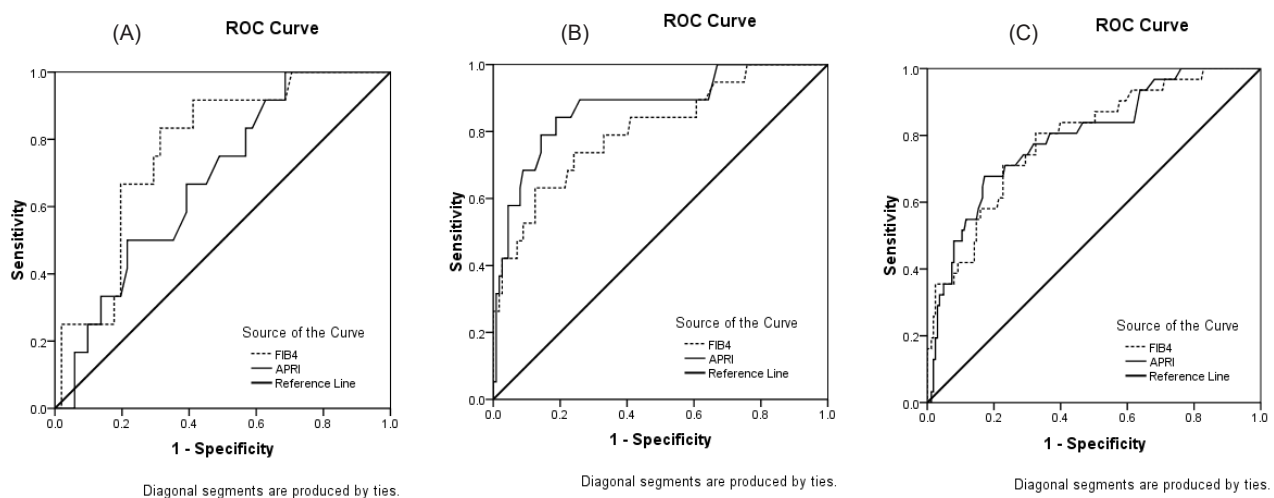 (A)
ROC Curve
Sensitivity
1.0
0.8
0.6
0.4
0.2
0.0
0.0 0.2 0.4 0.6 0.8 1.0
1 - Specificity
Source of the Curve
FIB4
APRI
Reference Line
Diagonal segments are produced by ties.
(B)
ROC Curve
Sensitivity
1.0
0.8
0.6
0.4
0.2
0.0
0.0 0.2 0.4 0.6 0.8 1.0
1 - Specificity
Source of the Curve
FIB4
APRI
Reference Line
Diagonal segments are produced by ties.
(C)
ROC Curve
Sensitivity
1.0
0.8
0.6
0.4
0.2
0.0
0.0 0.2 0.4 0.6 0.8 1.0
1 - Specificity
Source of the Curve
FIB4
APRI
Reference Line
Diagonal segments are produced by ties.